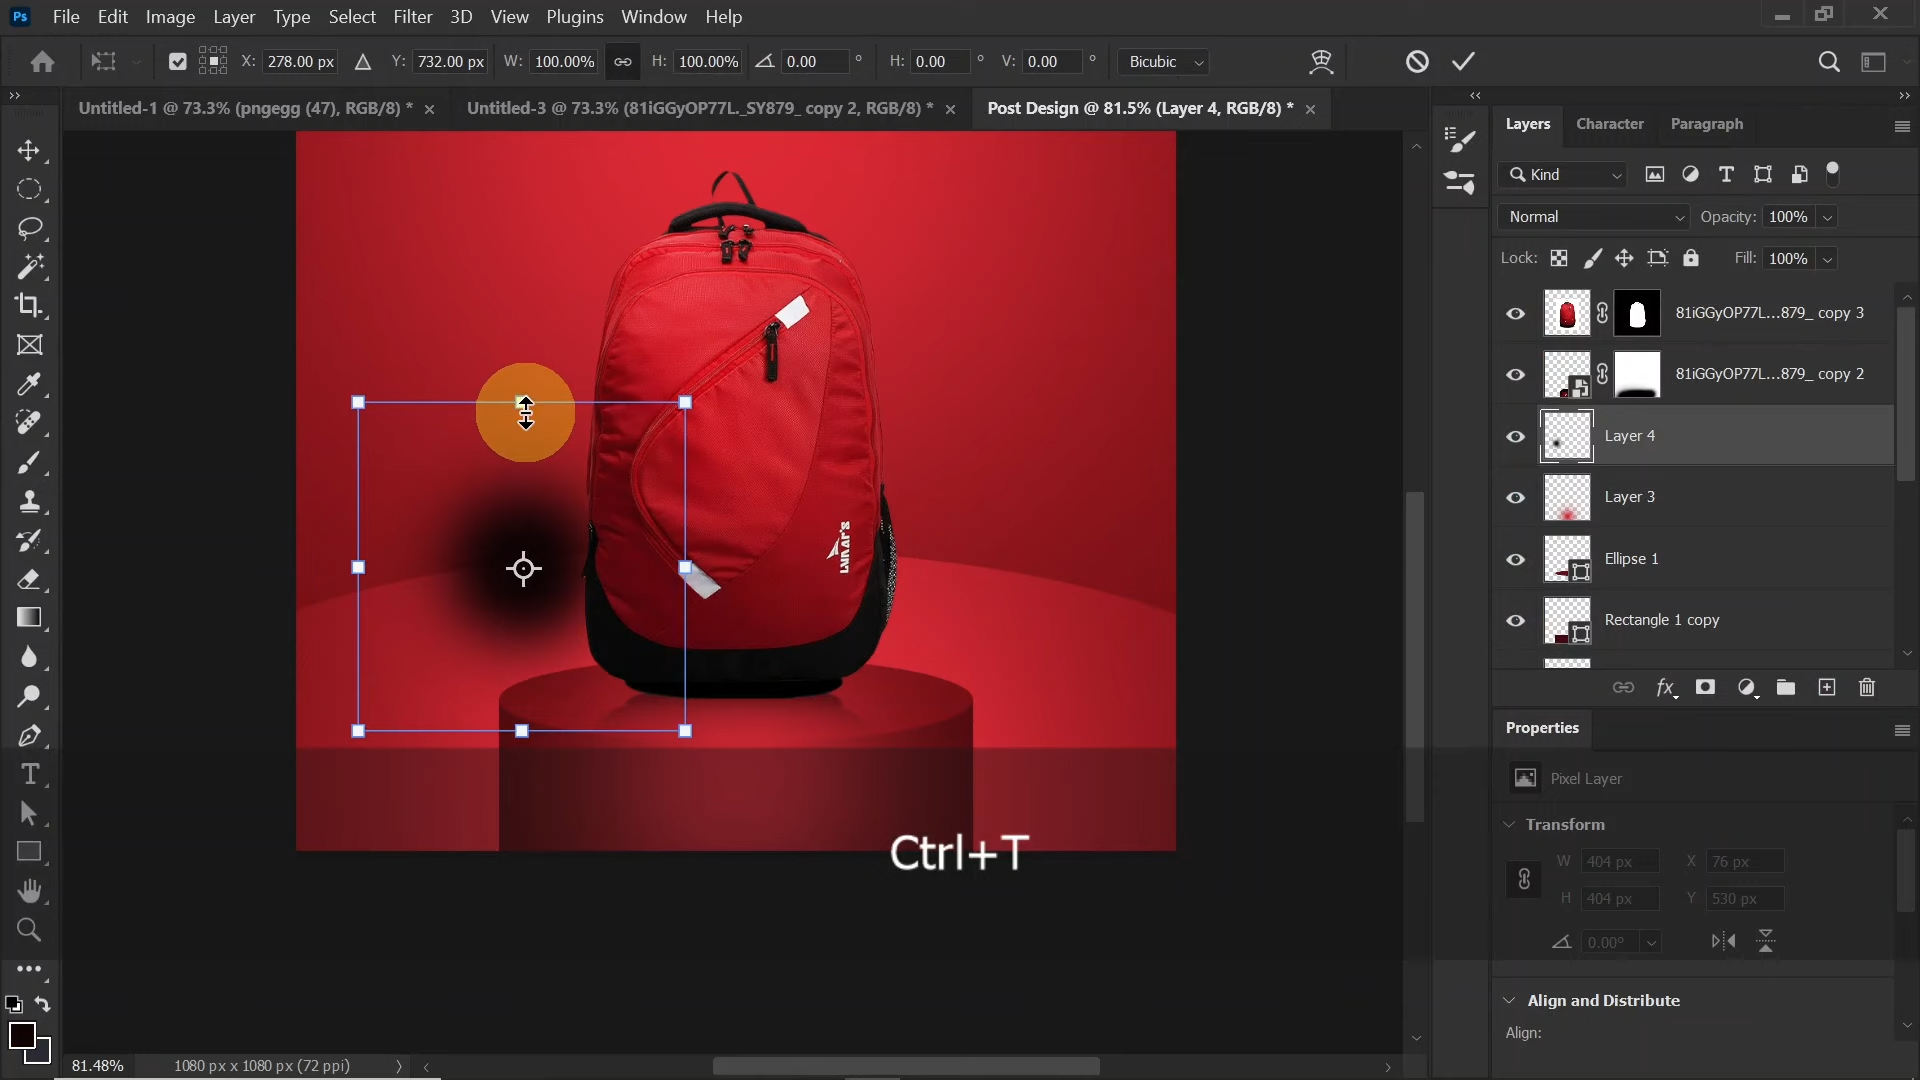 Ps File Edit Image Layer Type Select Filter 3D View Plugins Window Help
X: 278.00 px Y: 732.00 px W: 100.00% H: 100.00% 0.00 ° H: 0.00 ° V: 0.00 ° Bicubic
Untitled-1 @ 73.3% (pngegg (47), RGB/8) * × Untitled-3 @ 73.3% (81iGGyOP77L._SY879_ copy 2, RGB/8) * × Post Design @ 81.5% (Layer 4, RGB/8) * ×
Layers Character Paragraph
Kind
Normal Opacity: 100%
Lock: Fill: 100%
81iGGyOP77L...879_ copy 3
81iGGyOP77L...879_ copy 2
Layer 4
Layer 3
Ellipse 1
Rectangle 1 copy
fx
LUNAR'S
Properties
Pixel Layer
Transform
W 404 px X 76 px
H 404 px Y 530 px
0.00°
Align and Distribute
Align:
Ctrl+T
81.48% 1080 px x 1080 px (72 ppi)